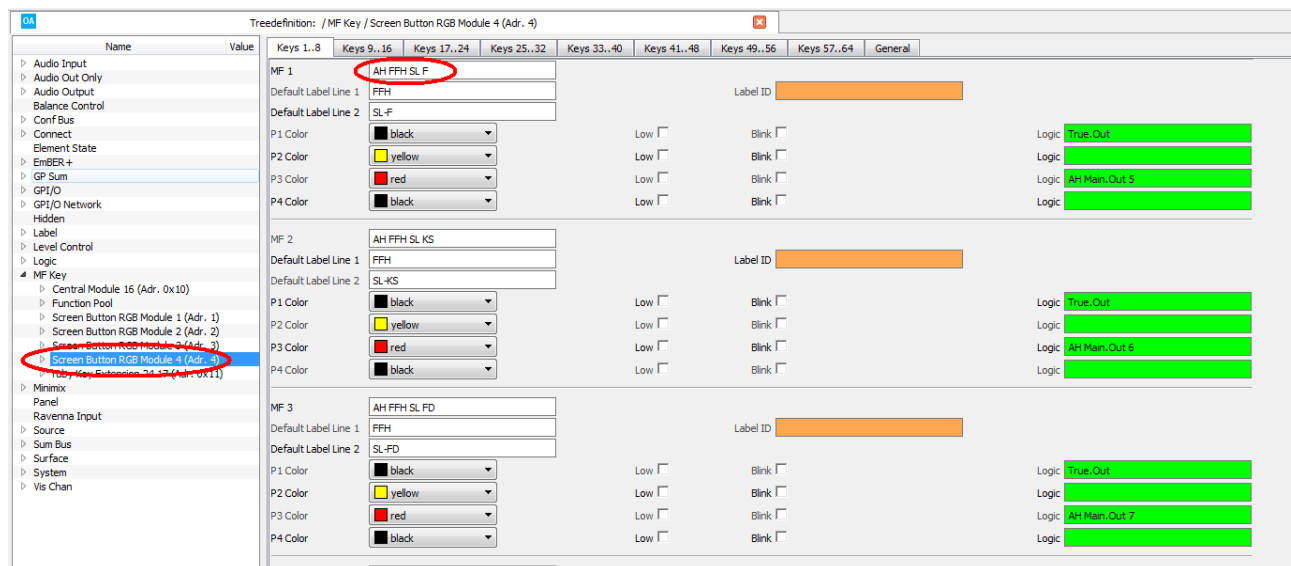 OA Treedefinition: / MF Key / Screen Button RGB Module 4 (Adr. 4)
Name Value
Keys 1..8 Keys 9..16 Keys 17..24 Keys 25..32 Keys 33..40 Keys 41..48 Keys 49..56 Keys 57..64 General
Audio Input
Audio Out Only
Audio Output
Balance Control
Conf Bus
Connect
Element State
EmBER+
GP Sum
GPI/O
GPI/O Network
Hidden
Label
Level Control
Logic
MF Key
Central Module 16 (Adr. 0x10)
Function Pool
Screen Button RGB Module 1 (Adr. 1)
Screen Button RGB Module 2 (Adr. 2)
Screen Button RGB Module 3 (Adr. 3)
Screen Button RGB Module 4 (Adr. 4)
Key Extension 24 17 (Adr. 0x11)
Minimix
Panel
Ravenna Input
Source
Sum Bus
Surface
System
Vis Chan
MF 1 AH FFH SL F
Default Label Line 1 FFH Label ID
Default Label Line 2 SL-F
P1 Color black Low Blink Logic True.Out
P2 Color yellow Low Blink Logic
P3 Color red Low Blink Logic AH Main.Out 5
P4 Color black Low Blink Logic
MF 2 AH FFH SL KS
Default Label Line 1 FFH Label ID
Default Label Line 2 SL-KS
P1 Color black Low Blink Logic True.Out
P2 Color yellow Low Blink Logic
P3 Color red Low Blink Logic AH Main.Out 6
P4 Color black Low Blink Logic
MF 3 AH FFH SL FD
Default Label Line 1 FFH Label ID
Default Label Line 2 SL-FD
P1 Color black Low Blink Logic True.Out
P2 Color yellow Low Blink Logic
P3 Color red Low Blink Logic AH Main.Out 7
P4 Color black Low Blink Logic